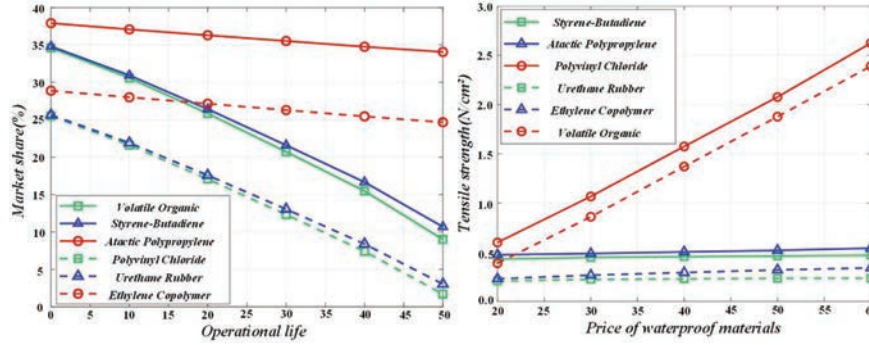 40
35
30
25
20
15
10
5
0
Market share(%)
Volatile Organic
Styrene-Butadiene
Atactic Polypropylene
Polyvinyl Chloride
Urethane Rubber
Ethylene Copolymer
0 5 10 15 20 25 30 35 40 45 50
Operational life
3.0
2.5
2.0
1.5
1.0
0.5
0.0
Tensile strength(N/cm²)
Styrene-Butadiene
Atactic Polypropylene
Polyvinyl Chloride
Urethane Rubber
Ethylene Copolymer
Volatile Organic
20 25 30 35 40 45 50 55 60
Price of waterproof materials